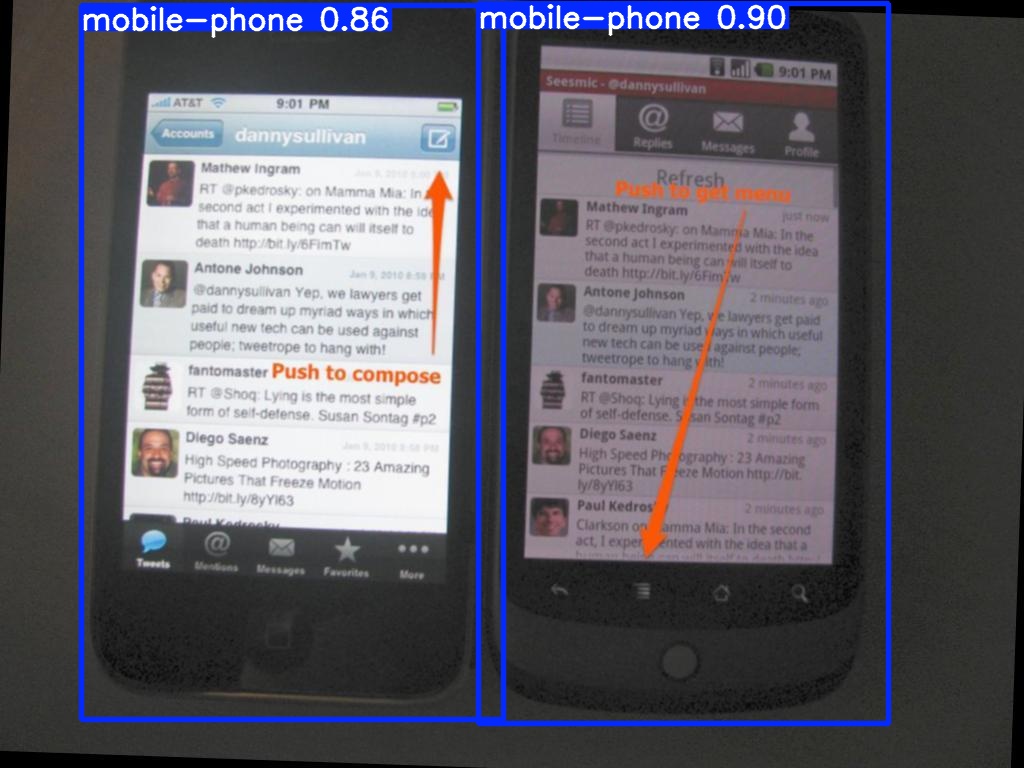 mobile-phone 0.86
mobile-phone 0.90
AT&T 9:01 PM
Accounts dannysullivan
Mathew Ingram
RT @pkedrosky: on Mamma Mia: In
second act I experimented with the
that a human being can will itself to
death http://bit.ly/6FimTw
Antone Johnson Jan 9, 2010 8:58
@dannysullivan Yep, we lawyers get
paid to dream up myriad ways in which
useful new tech can be used against
people; tweetrope to hang with!
fantomaster Push to compose
RT @Shoq: Lying is the most simple
form of self-defense. Susan Sontag #p2
Diego Saenz Jan 9, 2010 8:58 PM
High Speed Photography : 23 Amazing
Pictures That Freeze Motion
http://bit.ly/8yYl63
Paul Kedrosky
Tweets Mentions Messages Favorites More
9:01 PM
Seesmic - @dannysullivan
Timeline Replies Messages Profile
Refresh
Push to get menu
Mathew Ingram just now
RT @pkedrosky: on Mamma Mia: In the
second act I experimented with the idea
that a human being can will itself to
death http://bit.ly/6FimTw
Antone Johnson 2 minutes ago
@dannysullivan Yep, we lawyers get
paid to dream up myriad ways in which useful
new tech can be used against people;
tweetrope to hang with!
fantomaster 2 minutes ago
RT @Shoq: Lying is the most simple form
of self-defense. Susan Sontag #p2
Diego Saenz 2 minutes ago
High Speed Photography : 23 Amazing
Pictures That Freeze Motion http://bit.
ly/8yYl63
Paul Kedrosky 2 minutes ago
Clarkson on Mamma Mia: In the second
act, I experimented with the idea that a
human being can will itself to death http:/